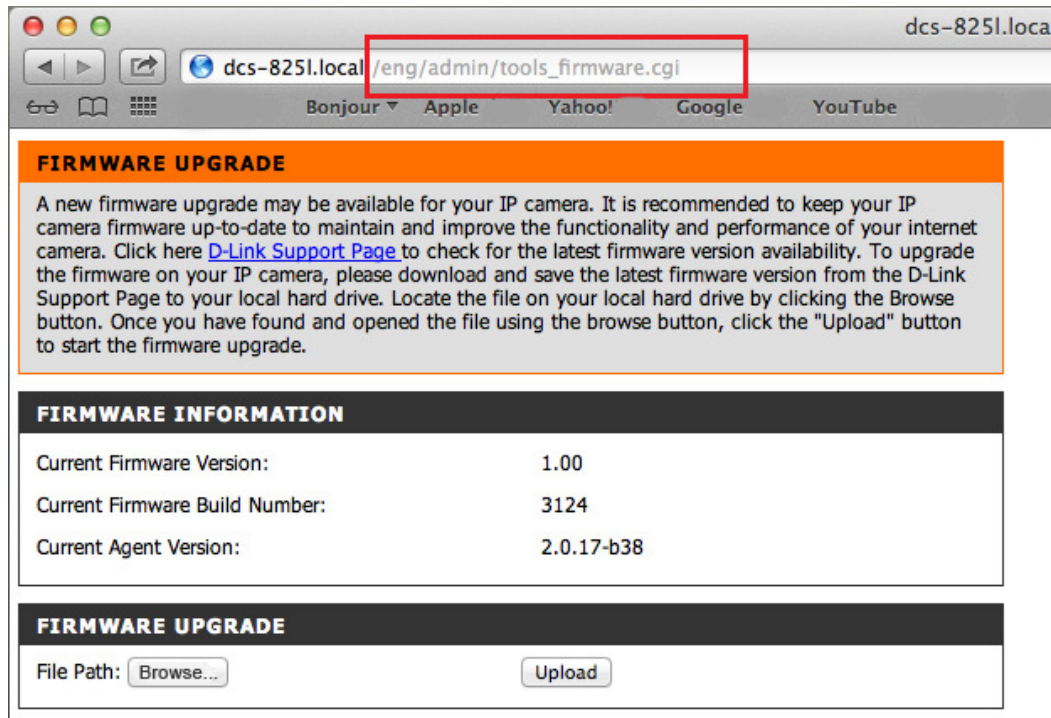 dcs-825l.loca
dcs-825l.local/eng/admin/tools_firmware.cgi
Bonjour Apple Yahoo! Google YouTube
FIRMWARE UPGRADE
A new firmware upgrade may be available for your IP camera. It is recommended to keep your IP
camera firmware up-to-date to maintain and improve the functionality and performance of your internet
camera. Click here D-Link Support Page to check for the latest firmware version availability. To upgrade
the firmware on your IP camera, please download and save the latest firmware version from the D-Link
Support Page to your local hard drive. Locate the file on your local hard drive by clicking the Browse
button. Once you have found and opened the file using the browse button, click the "Upload" button
to start the firmware upgrade.
FIRMWARE INFORMATION
Current Firmware Version: 1.00
Current Firmware Build Number: 3124
Current Agent Version: 2.0.17-b38
FIRMWARE UPGRADE
File Path: Browse... Upload